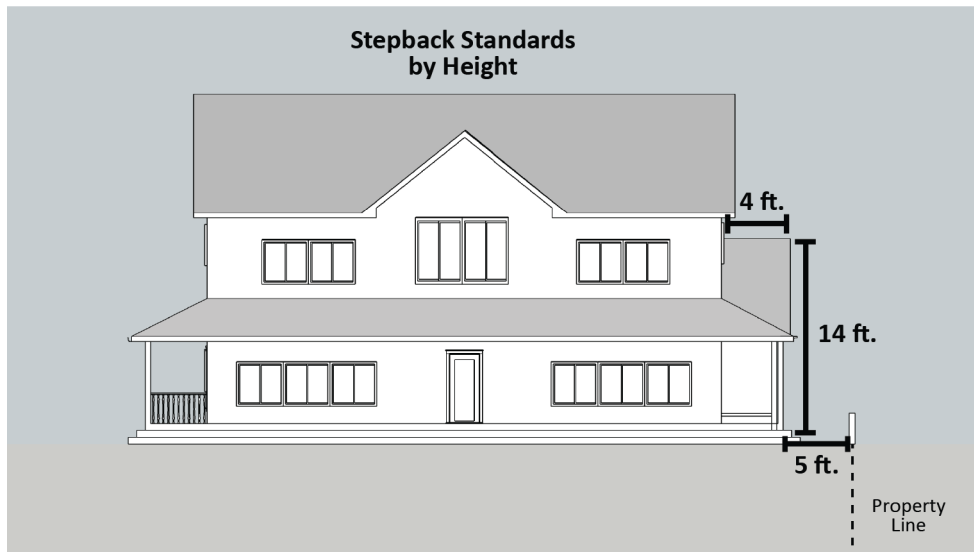 Stepback Standards
by Height
4 ft.
14 ft.
5 ft.
Property
Line